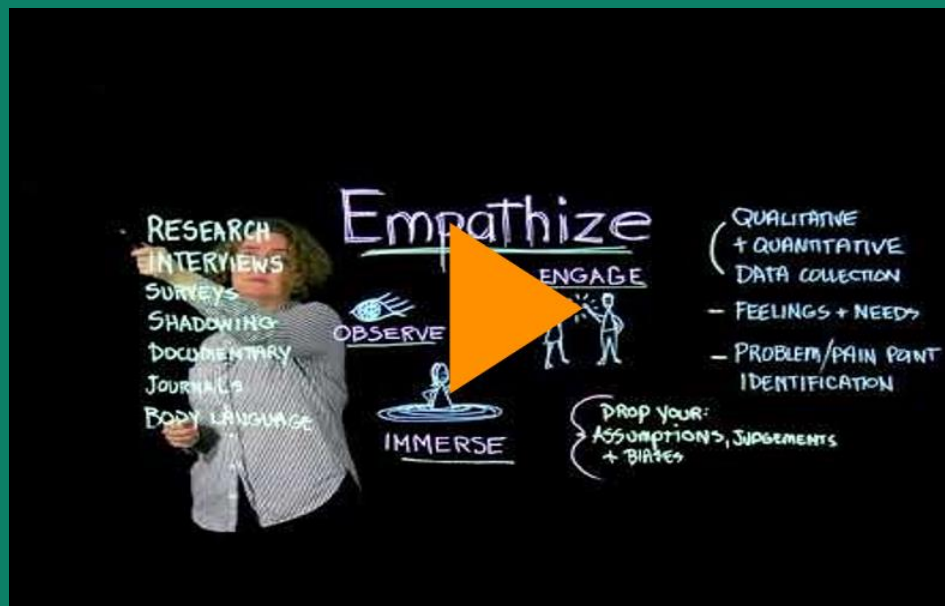 RESEARCH
INTERVIEWS
SURVEYS
SHADOWING
DOCUMENTARY
JOURNALS
BODY LANGUAGE
Empathize
ENGAGE
OBSERVE
IMMERSE
QUALITATIVE
+ QUANTITATIVE
DATA COLLECTION
- FEELINGS + NEEDS
- PROBLEM/PAIN POINT
IDENTIFICATION
DROP YOUR:
ASSUMPTIONS, JUDGEMENTS
+ BIASES